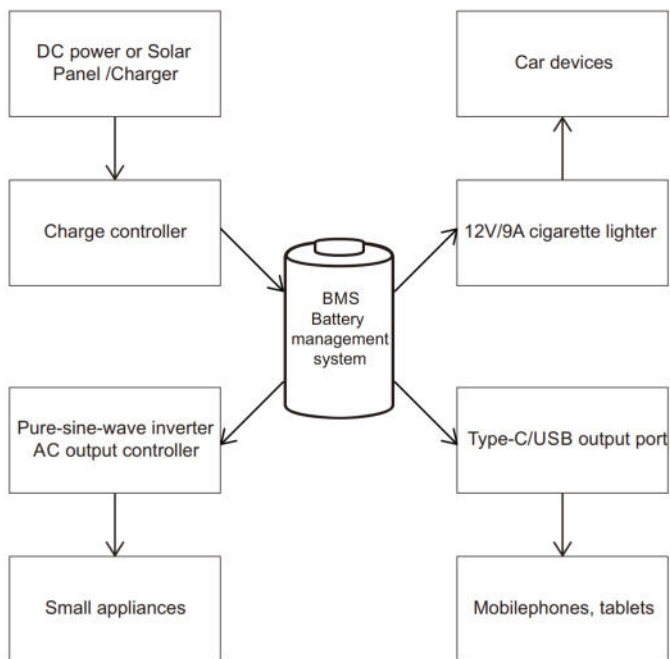 DC power or Solar
Panel /Charger
Car devices
Charge controller
12V/9A cigarette lighter
BMS
Battery
management
system
Pure-sine-wave inverter
AC output controller
Type-C/USB output port
Small appliances
Mobilephones, tablets